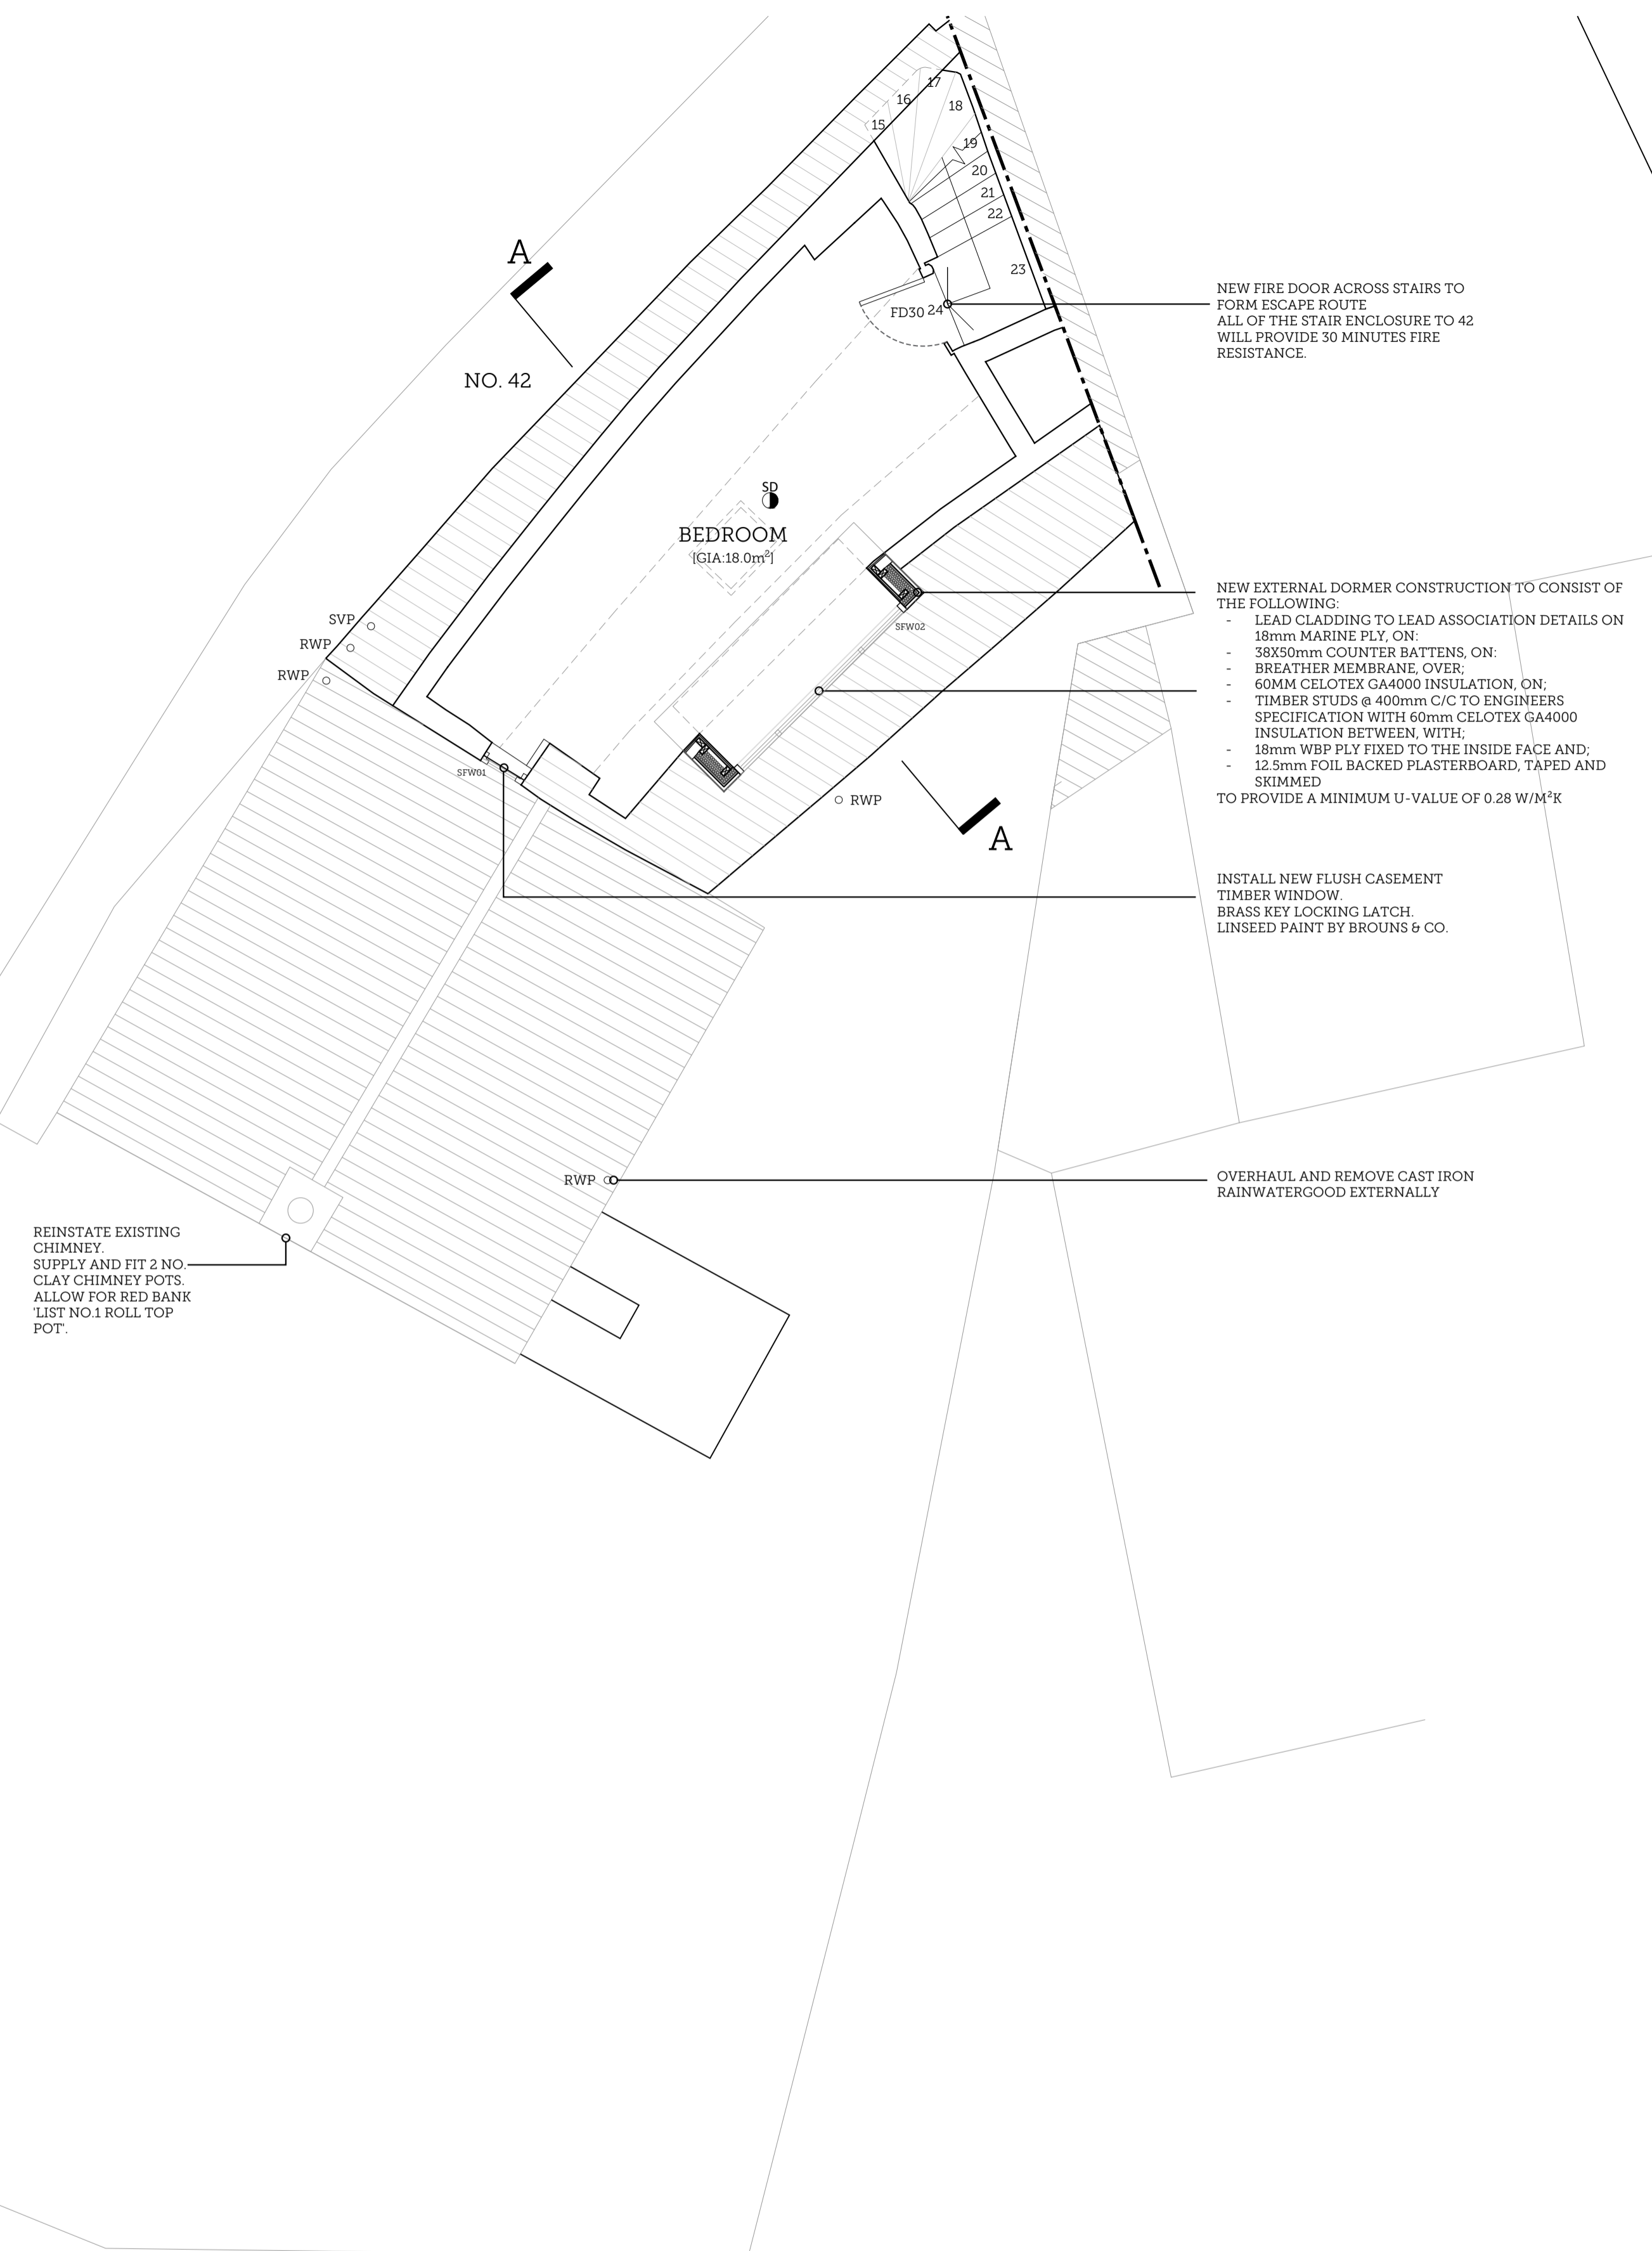 17
16
18
15
19
20
21
22
23
A
FD30 24
NO. 42
NEW FIRE DOOR ACROSS STAIRS TO
FORM ESCAPE ROUTE
ALL OF THE STAIR ENCLOSURE TO 42
WILL PROVIDE 30 MINUTES FIRE
RESISTANCE.
SD
BEDROOM
[GIA:18.0m²]
SVP
RWP
RWP
SFW02
SFW01
RWP
A
NEW EXTERNAL DORMER CONSTRUCTION TO CONSIST OF
THE FOLLOWING:
- LEAD CLADDING TO LEAD ASSOCIATION DETAILS ON
18mm MARINE PLY, ON:
- 38X50mm COUNTER BATTENS, ON:
- BREATHER MEMBRANE, OVER;
- 60MM CELOTEX GA4000 INSULATION, ON;
- TIMBER STUDS @ 400mm C/C TO ENGINEERS
SPECIFICATION WITH 60mm CELOTEX GA4000
INSULATION BETWEEN, WITH;
- 18mm WBP PLY FIXED TO THE INSIDE FACE AND;
- 12.5mm FOIL BACKED PLASTERBOARD, TAPED AND
SKIMMED
TO PROVIDE A MINIMUM U-VALUE OF 0.28 W/M²K
INSTALL NEW FLUSH CASEMENT
TIMBER WINDOW.
BRASS KEY LOCKING LATCH.
LINSEED PAINT BY BROUNS & CO.
RWP
OVERHAUL AND REMOVE CAST IRON
RAINWATERGOOD EXTERNALLY
REINSTATE EXISTING
CHIMNEY.
SUPPLY AND FIT 2 NO.
CLAY CHIMNEY POTS.
ALLOW FOR RED BANK
'LIST NO.1 ROLL TOP
POT'.